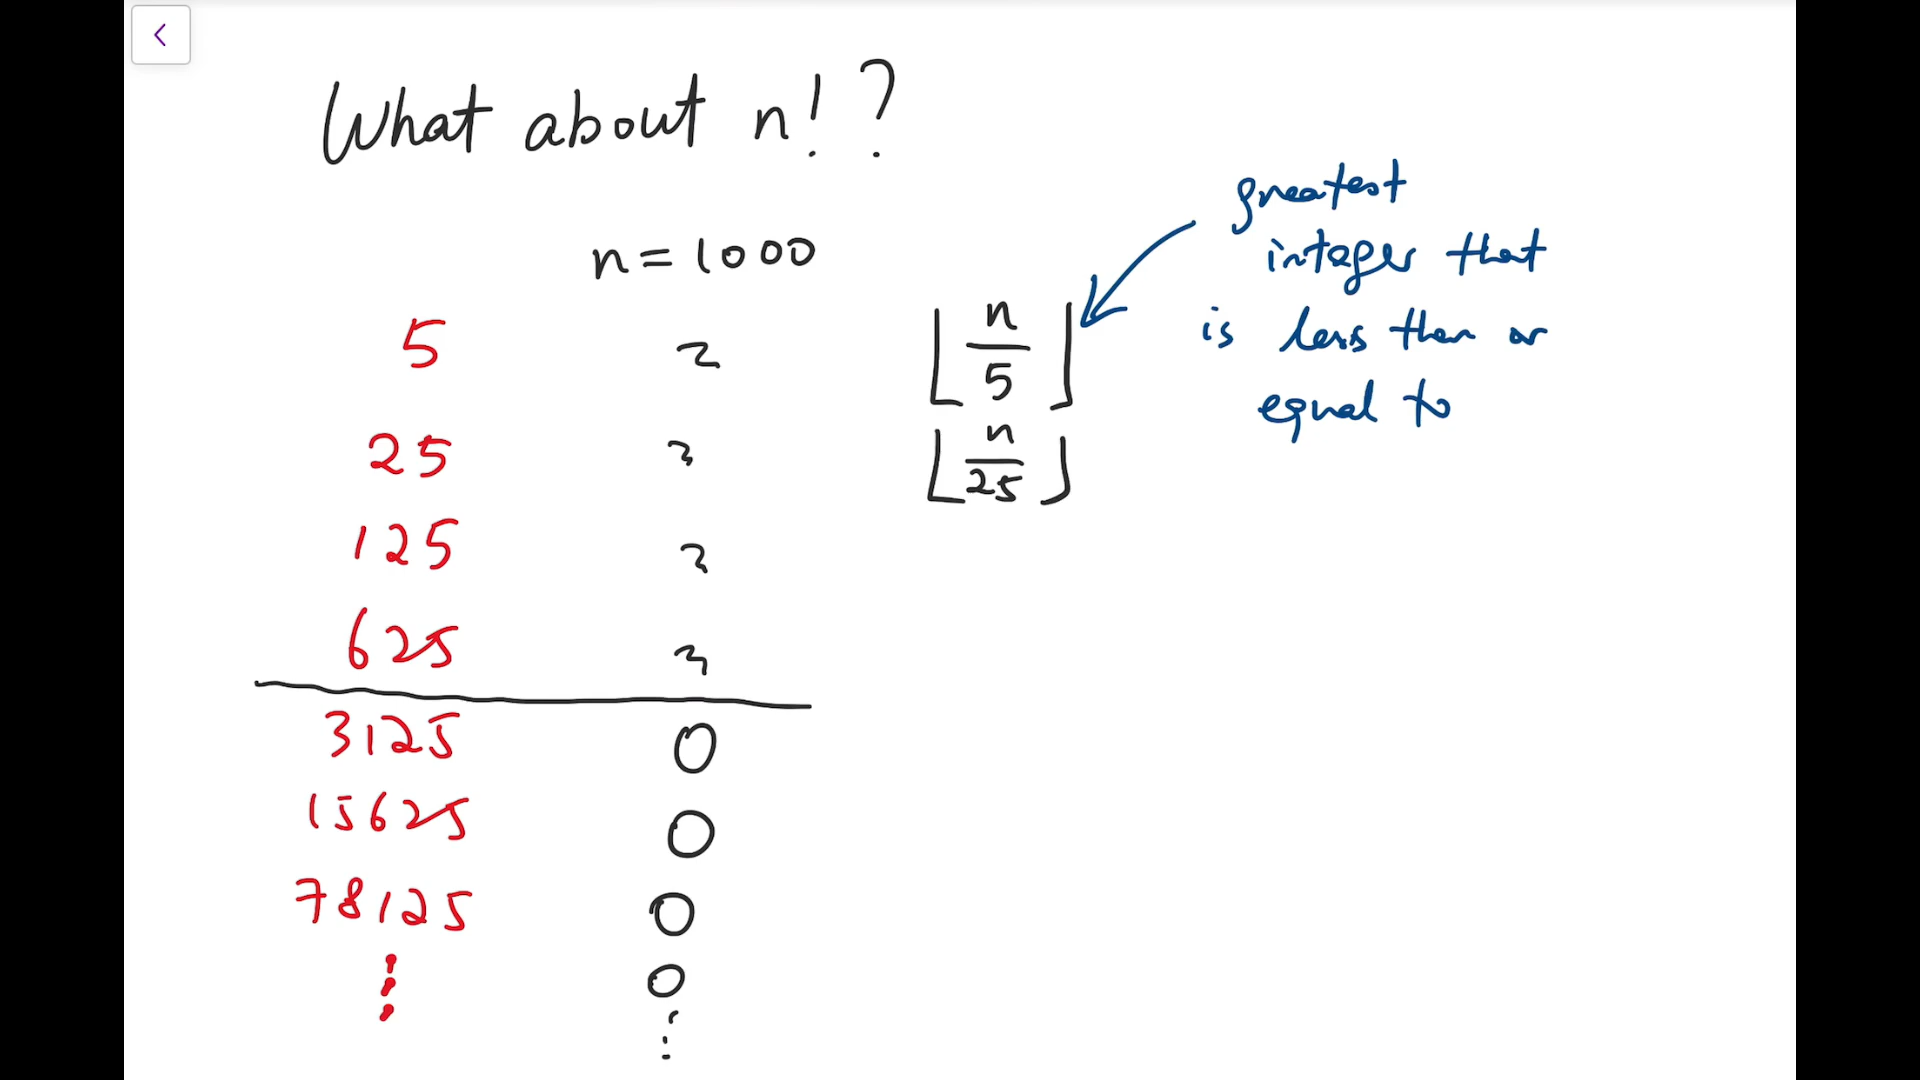 What about n!?
n = 1000
5
25
125
625
3125 0
15625 0
78125 0
0
⌊n/5⌋
⌊n/25⌋
greatest
integer that
is less than or
equal to